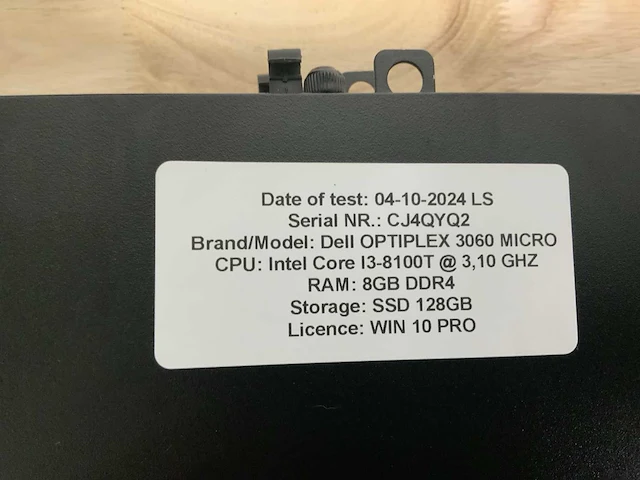 Date of test: 04-10-2024 LS
Serial NR.: CJ4QYQ2
Brand/Model: Dell OPTIPLEX 3060 MICRO
CPU: Intel Core I3-8100T @ 3,10 GHZ
RAM: 8GB DDR4
Storage: SSD 128GB
Licence: WIN 10 PRO